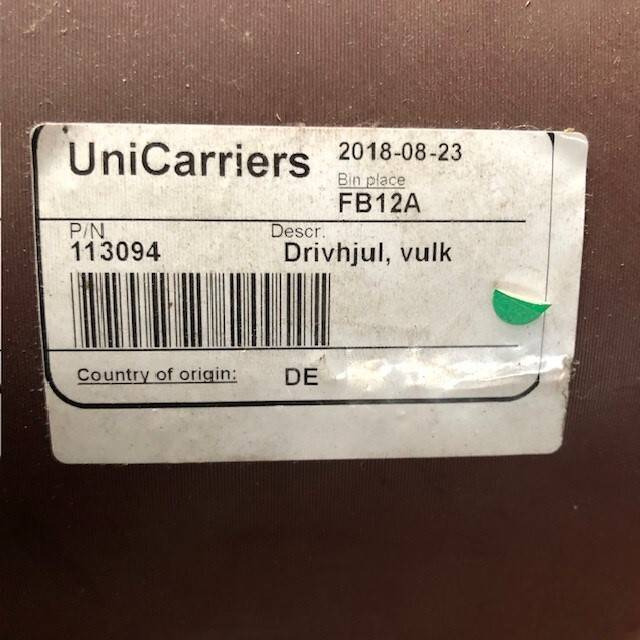 UniCarriers 2018-08-23
Bin place
FB12A
P/N Descr.
113094 Drivhjul, vulk
Country of origin: DE